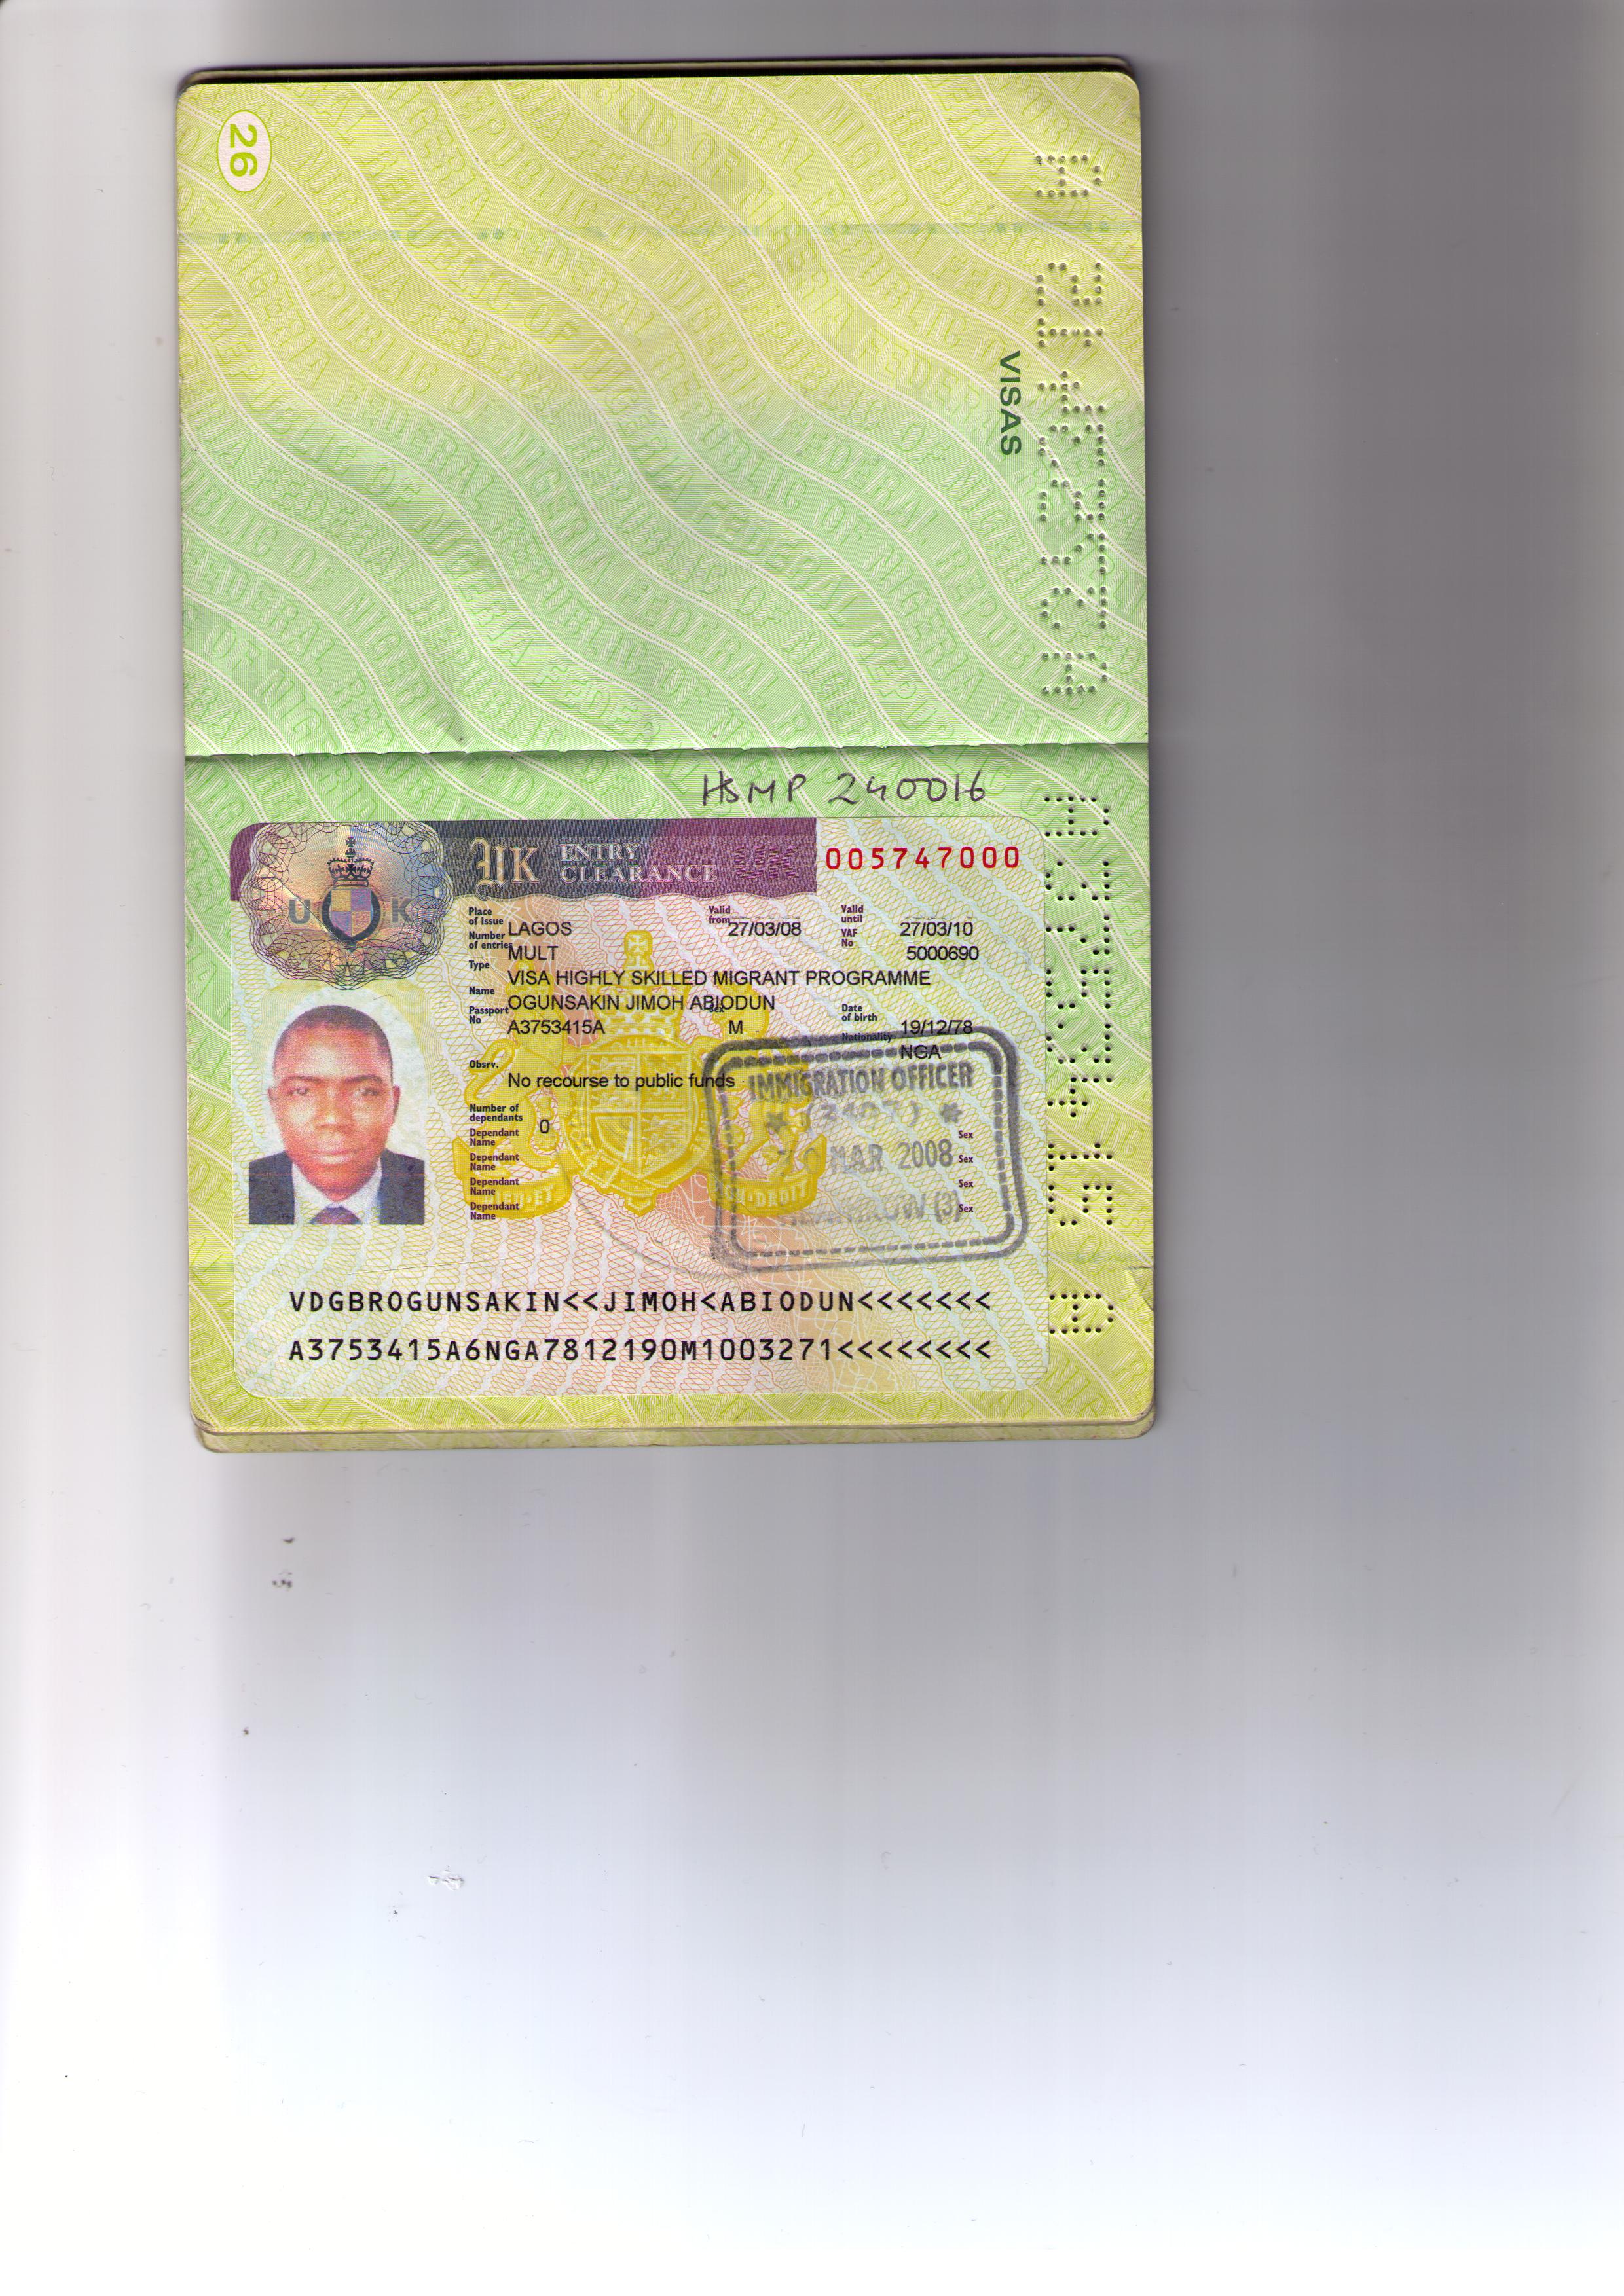 26
VISAS
HSMP 240016
UK ENTRY CLEARANCE 005747000
U K
Place of Issue LAGOS Valid from 27/03/08 Valid until 27/03/10
Number of entries MULT VAF No 5000690
Type VISA HIGHLY SKILLED MIGRANT PROGRAMME
Name OGUNSAKIN JIMOH ABIODUN
Passport No A3753415A Sex M Date of birth 19/12/78
Nationality NGA
Obsrv. No recourse to public funds
IMMIGRATION OFFICER
Number of dependants 0
Dependant Name Sex
MAR 2008
Dependant Name Sex
Dependant Name Sex
Dependant Name Sex
(3)
VDGBROGUNSAKIN<<JIMOH<ABIODUN<<<<<<<
A3753415A6NGA7812190M1003271<<<<<<<<
A3753415A